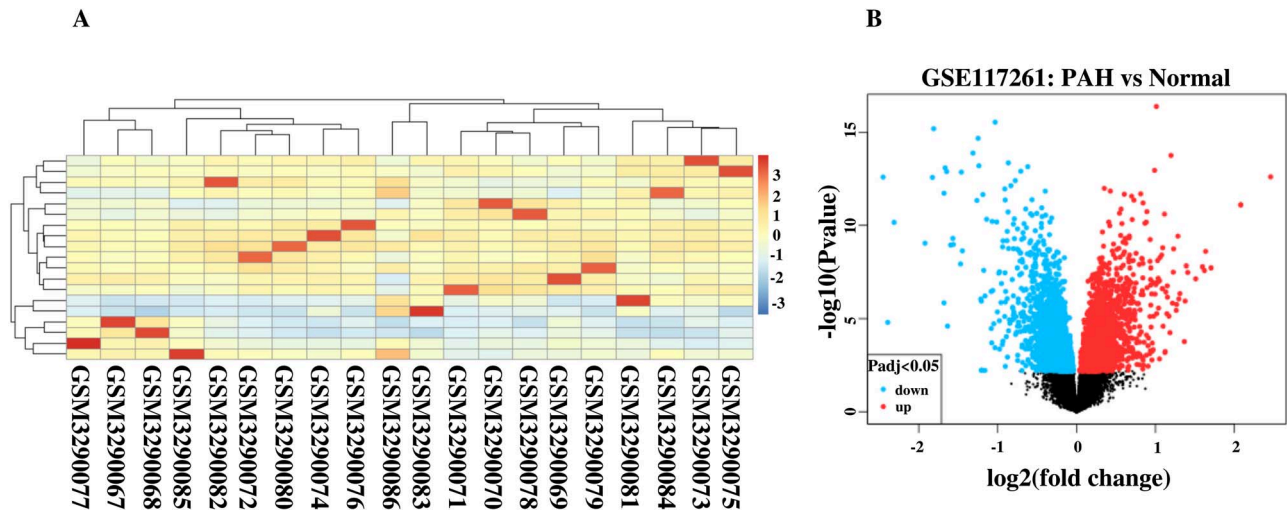 A
3
2
1
0
-1
-2
-3
GSM3290077
GSM3290067
GSM3290068
GSM3290085
GSM3290082
GSM3290072
GSM3290080
GSM3290074
GSM3290076
GSM3290086
GSM3290083
GSM3290071
GSM3290070
GSM3290078
GSM3290069
GSM3290079
GSM3290081
GSM3290084
GSM3290073
GSM3290075
B
GSE117261: PAH vs Normal
-log10(Pvalue)
15
10
5
0
Padj<0.05
down
up
-2
-1
0
1
2
log2(fold change)